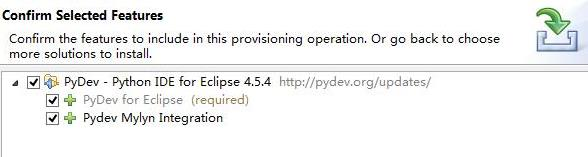 Confirm Selected Features
Confirm the features to include in this provisioning operation. Or go back to choose
more solutions to install.
PyDev - Python IDE for Eclipse 4.5.4 http://pydev.org/updates/
PyDev for Eclipse (required)
Pydev Mylyn Integration